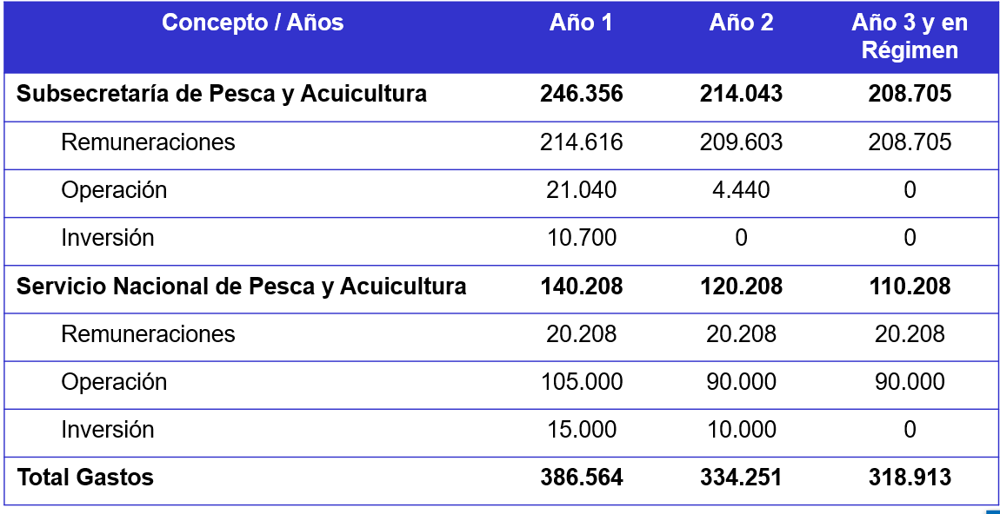 Concepto / Años Año 1 Año 2 Año 3 y en
Régimen
Subsecretaría de Pesca y Acuicultura 246.356 214.043 208.705
Remuneraciones 214.616 209.603 208.705
Operación 21.040 4.440 0
Inversión 10.700 0 0
Servicio Nacional de Pesca y Acuicultura 140.208 120.208 110.208
Remuneraciones 20.208 20.208 20.208
Operación 105.000 90.000 90.000
Inversión 15.000 10.000 0
Total Gastos 386.564 334.251 318.913